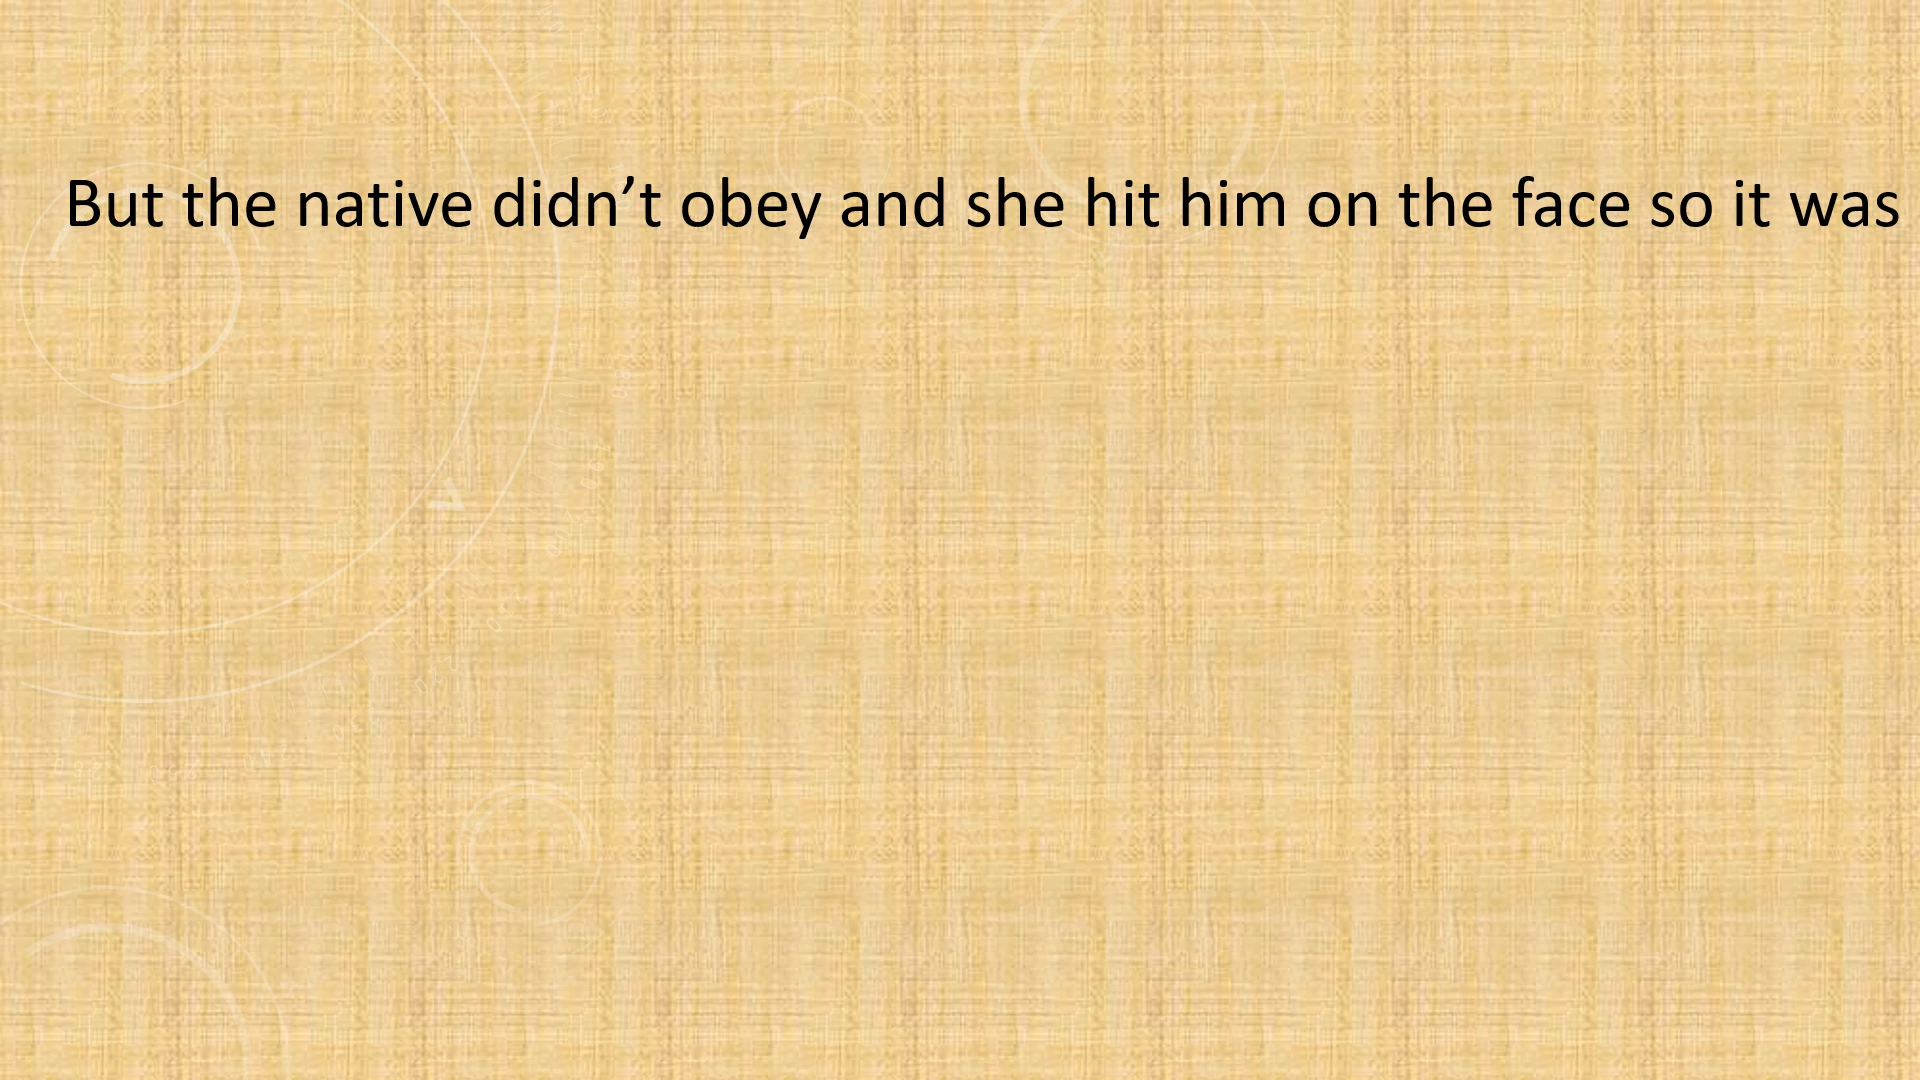 But the native didn’t obey and she hit him on the face so it was